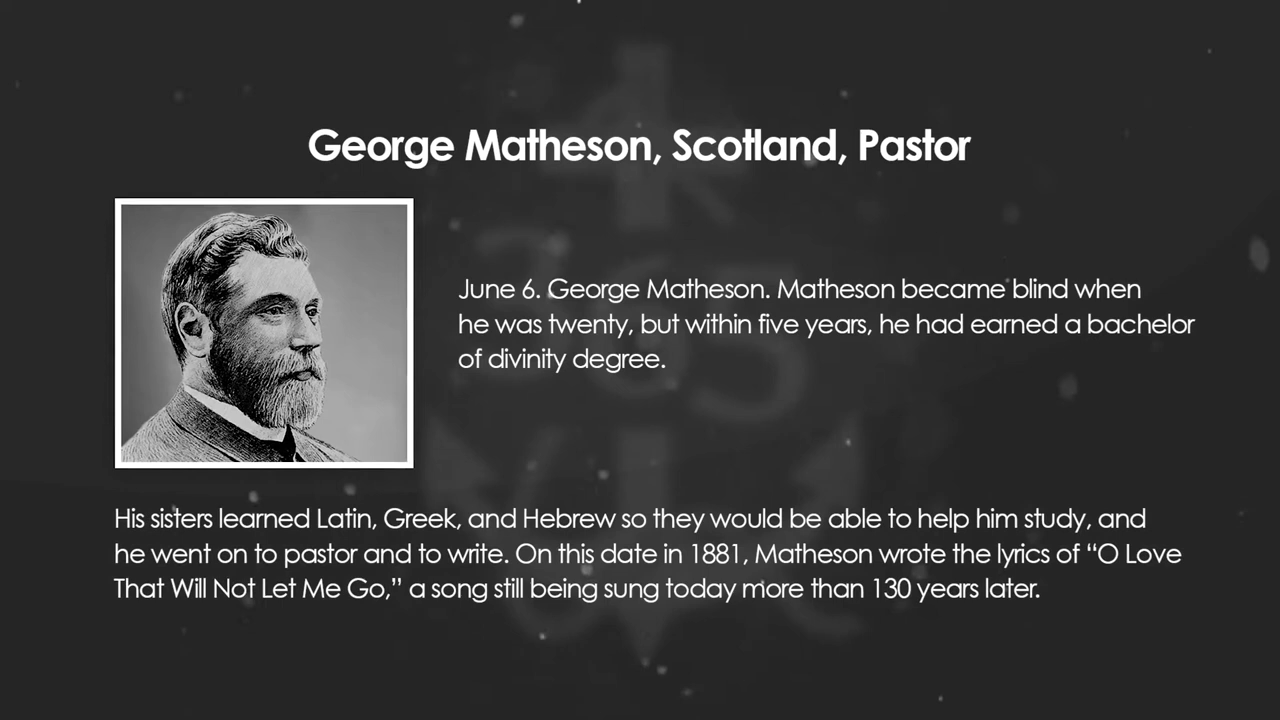 George Matheson, Scotland, Pastor
June 6. George Matheson. Matheson became blind when
he was twenty, but within five years, he had earned a bachelor
of divinity degree.
His sisters learned Latin, Greek, and Hebrew so they would be able to help him study, and
he went on to pastor and to write. On this date in 1881, Matheson wrote the lyrics of “O Love
That Will Not Let Me Go,” a song still being sung today more than 130 years later.
365